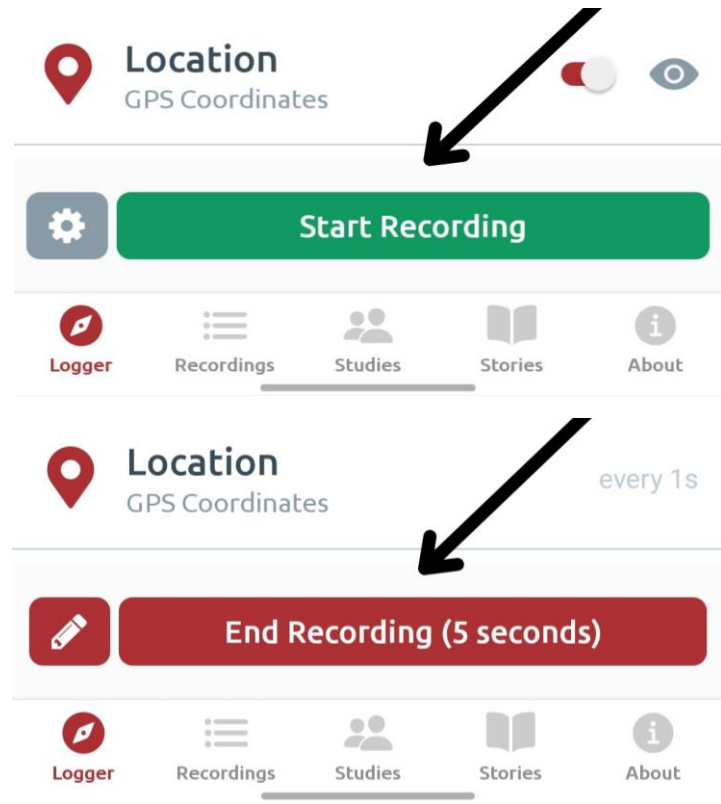 Location
GPS Coordinates
Start Recording
Logger Recordings Studies Stories About
Location
GPS Coordinates
every 1s
End Recording (5 seconds)
Logger Recordings Studies Stories About